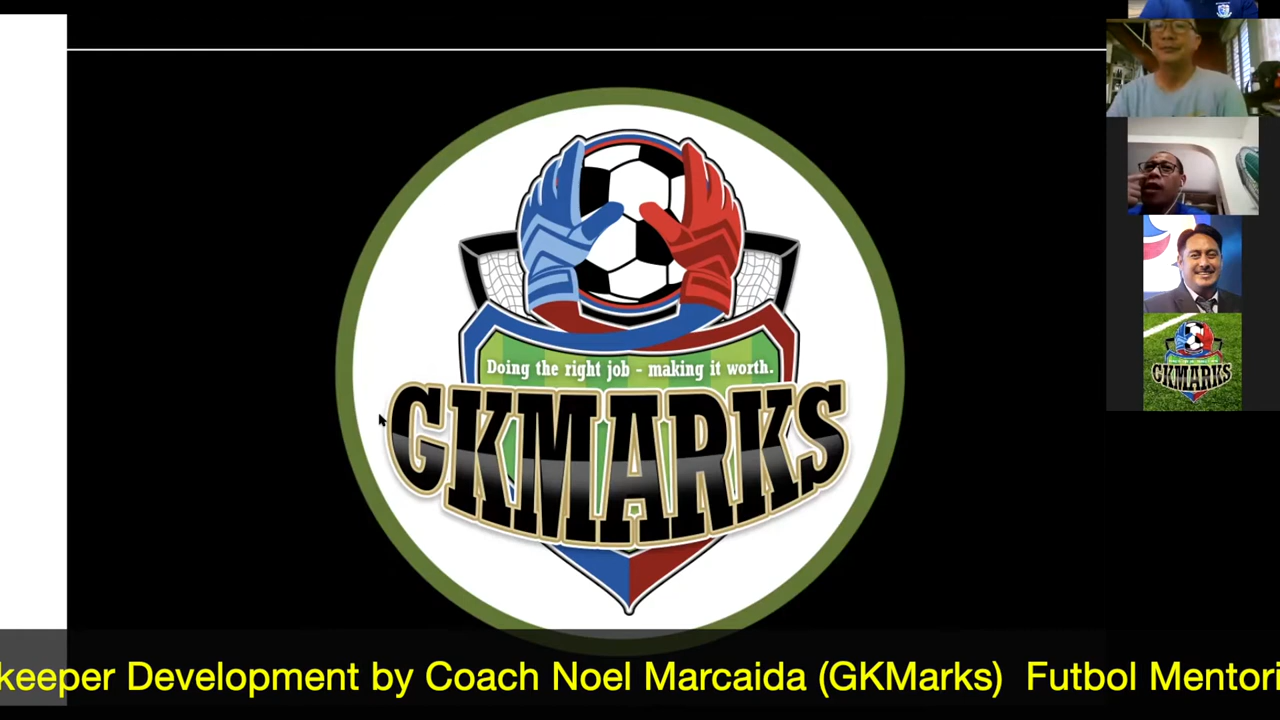 Doing the right job - making it worth.
GKMARKS
GKMARKS
keeper Development by Coach Noel Marcaida (GKMarks) Futbol Mentori